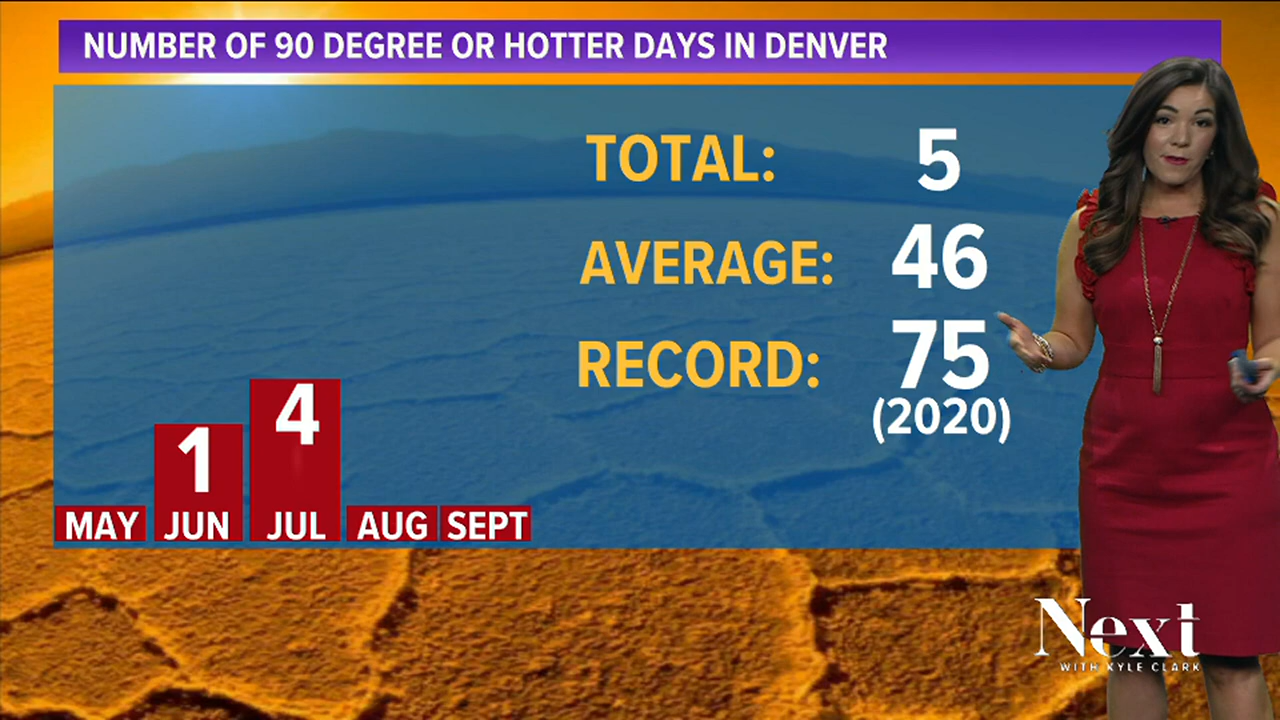 NUMBER OF 90 DEGREE OR HOTTER DAYS IN DENVER
TOTAL: 5
AVERAGE: 46
RECORD: 75
(2020)
1 4
MAY JUN JUL AUG SEPT
Next
WITH KYLE CLARK